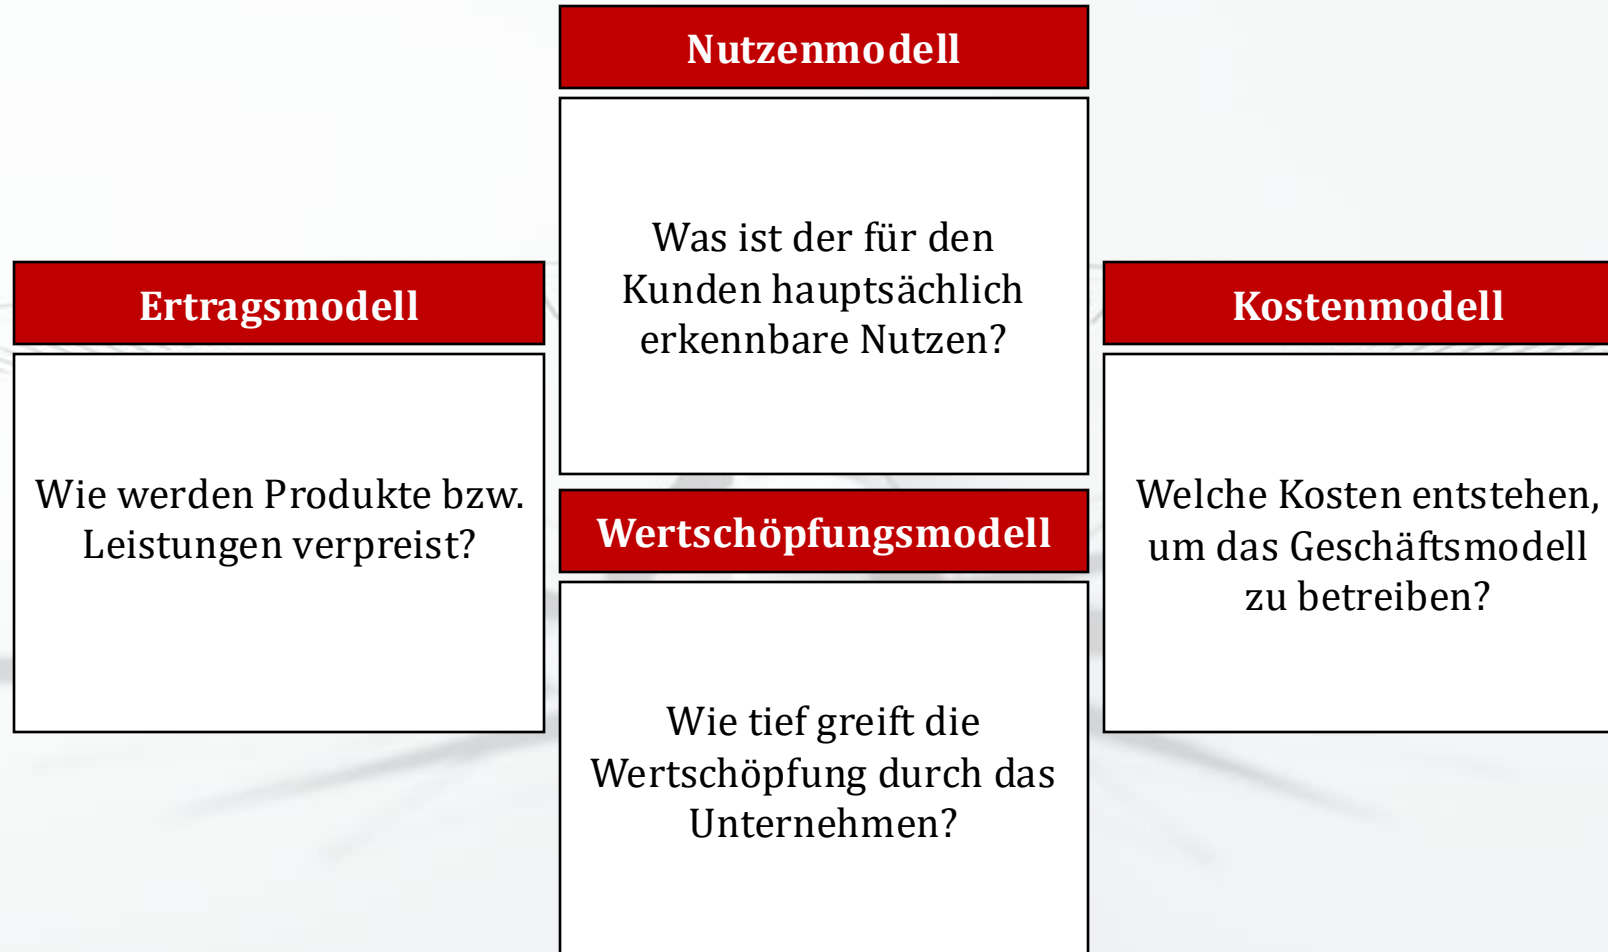 Nutzenmodell
Was ist der für den
Kunden hauptsächlich
erkennbare Nutzen?
Ertragsmodell
Wie werden Produkte bzw.
Leistungen verpreist?
Wertschöpfungsmodell
Wie tief greift die
Wertschöpfung durch das
Unternehmen?
Kostenmodell
Welche Kosten entstehen,
um das Geschäftsmodell
zu betreiben?